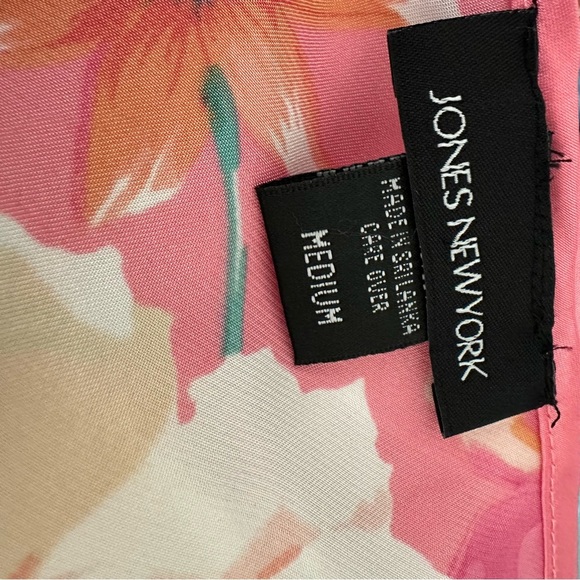 JONES NEW YORK
MADE IN SRI LANKA
CARE OVER
MEDIUM